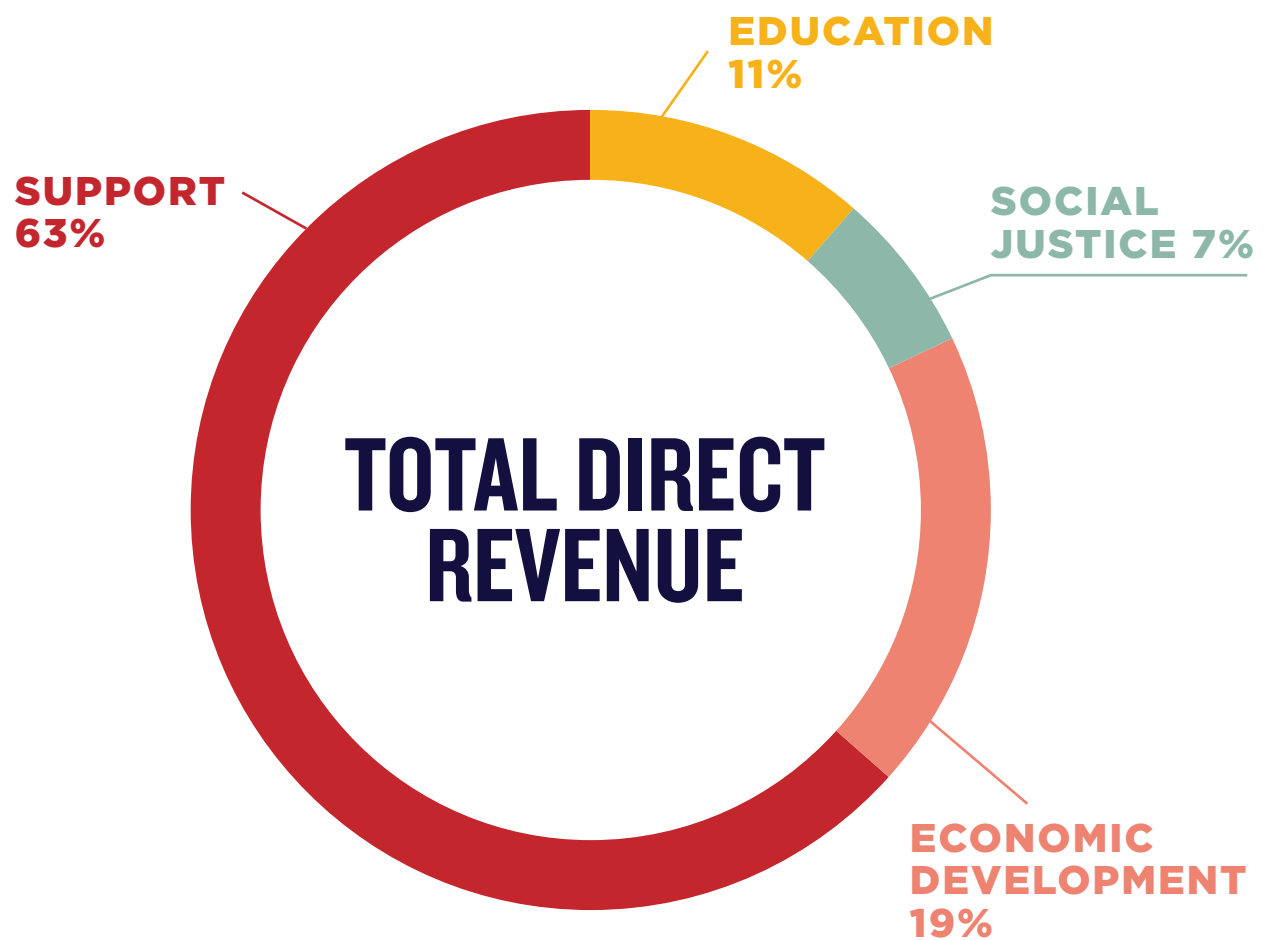 EDUCATION
11%
SUPPORT
63%
SOCIAL
JUSTICE 7%
TOTAL DIRECT
REVENUE
ECONOMIC
DEVELOPMENT
19%